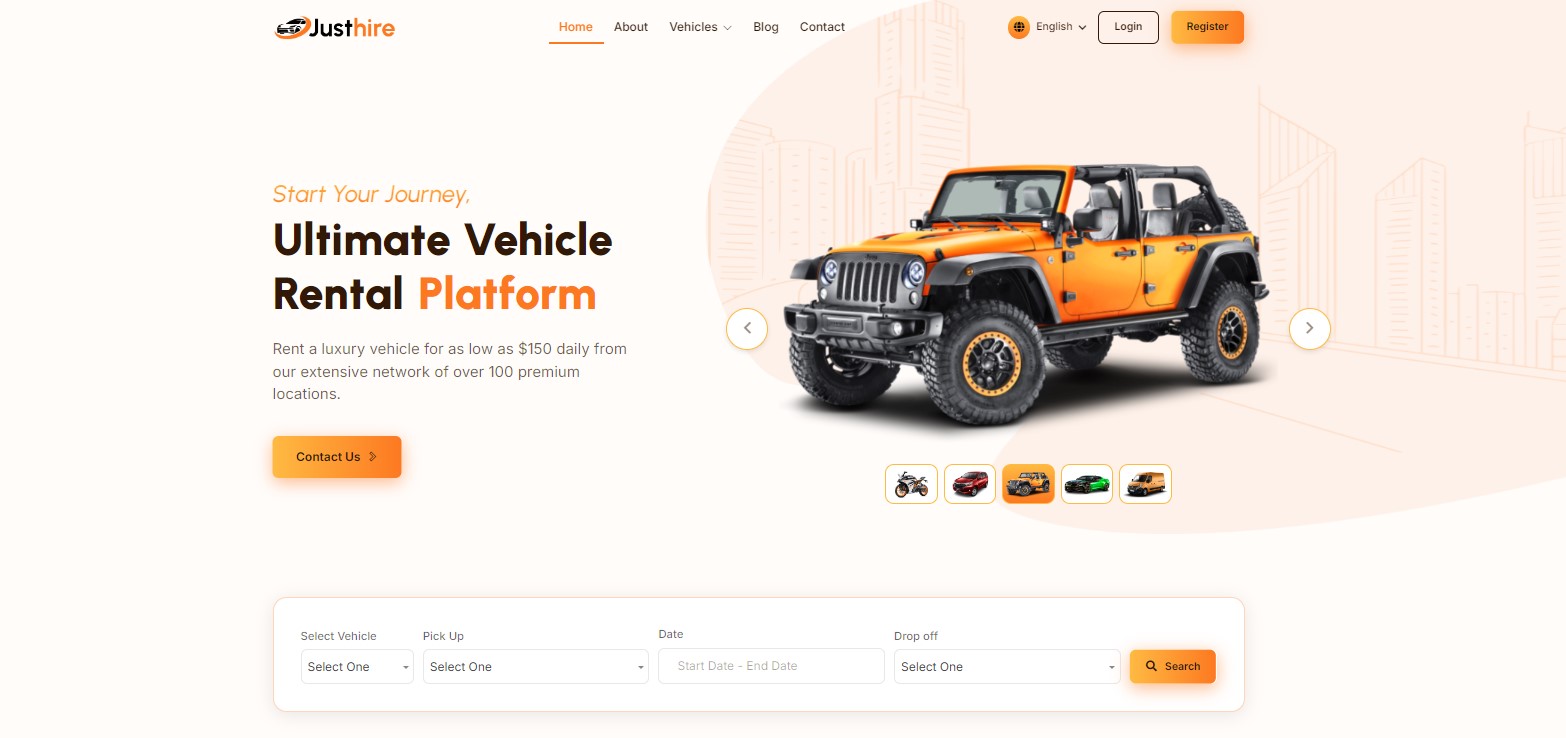 Justhire
Home About Vehicles Blog Contact
English Login Register
Start Your Journey,
Ultimate Vehicle
Rental Platform
Rent a luxury vehicle for as low as $150 daily from
our extensive network of over 100 premium
locations.
Contact Us
Select Vehicle Pick Up Date Drop off
Select One Select One Start Date - End Date Select One Search